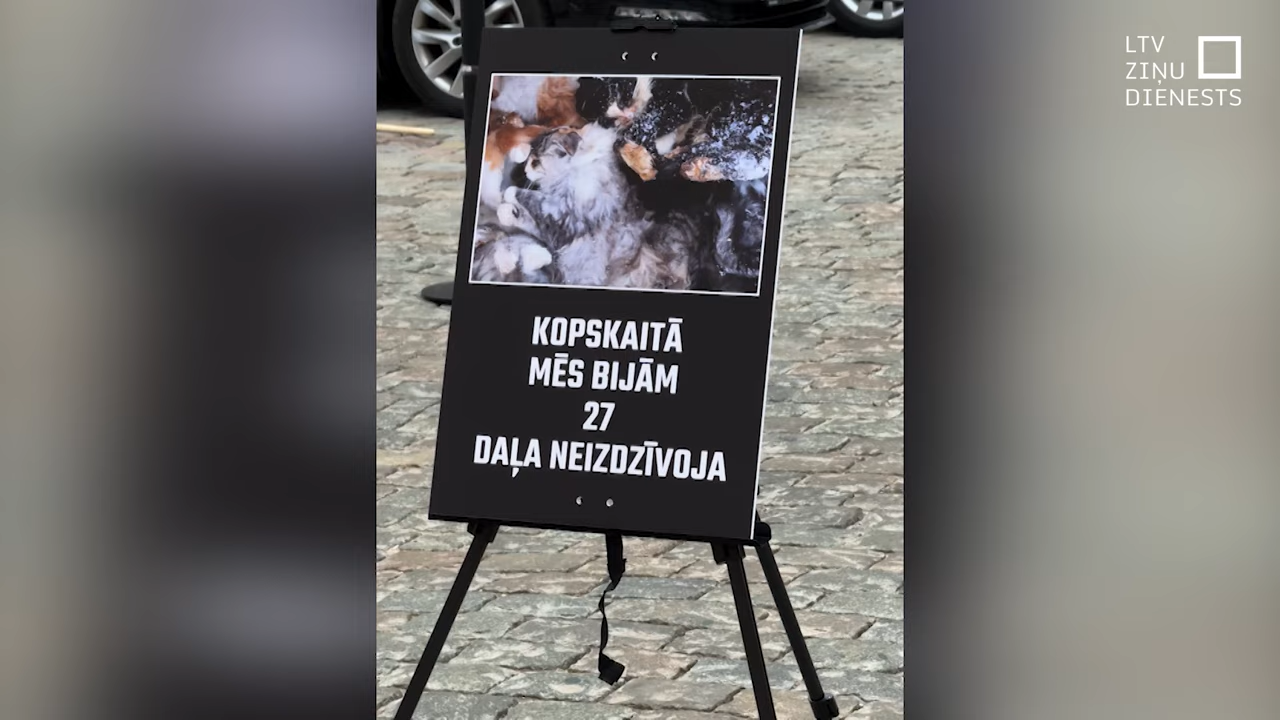 LTV
ZIŅU
DIENESTS
KOPSKAITĀ
MĒS BIJĀM
27
DAĻA NEIZDZĪVOJA